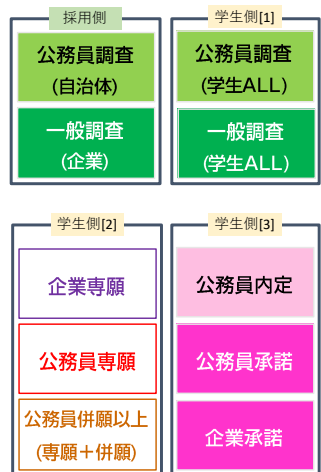 採用側
公務員調査
(自治体)
一般調査
(企業)
学生側[1]
公務員調査
(学生ALL)
一般調査
(学生ALL)
学生側[2]
企業専願
公務員専願
公務員併願以上
(専願＋併願)
学生側[3]
公務員内定
公務員承諾
企業承諾